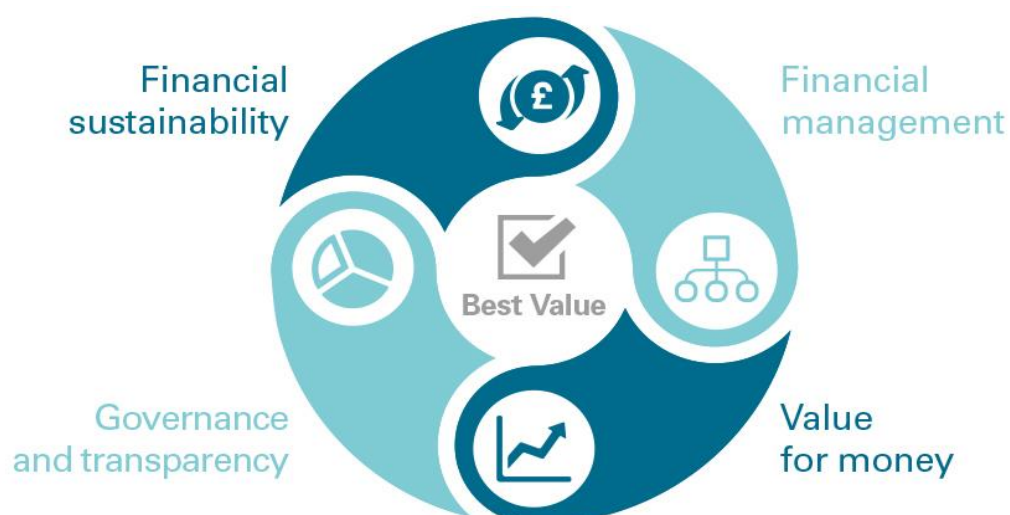 Financial
sustainability
Financial
management
£
Best Value
Governance
and transparency
Value
for money